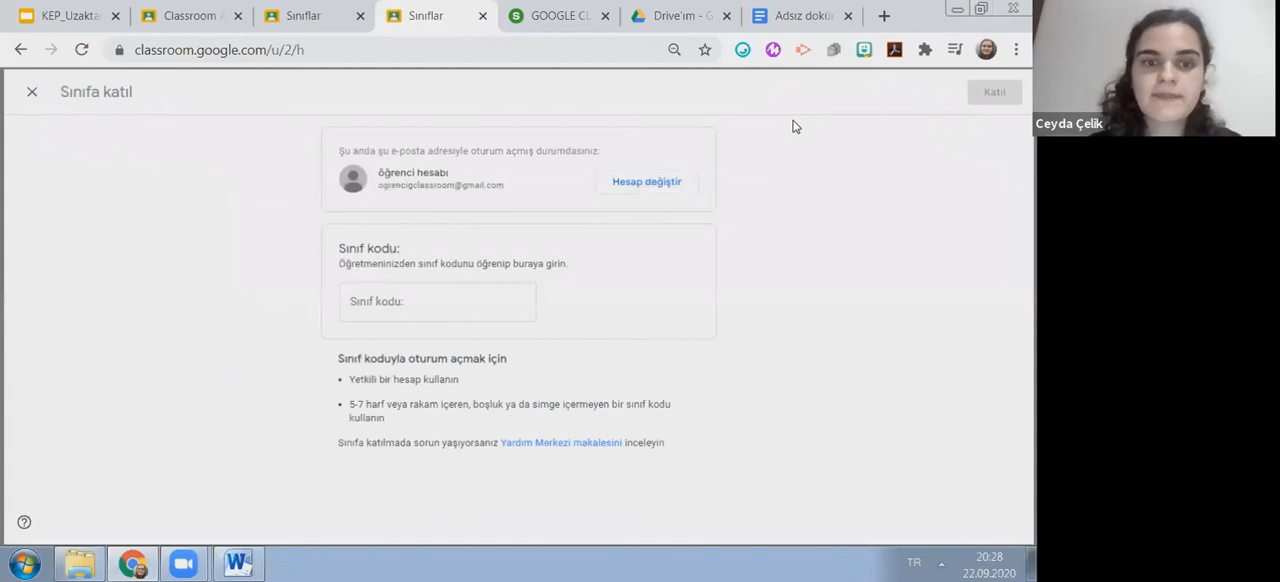 KEP_Uzakta
Classroom A
Sınıflar
Sınıflar
GOOGLE CL
Drive'ım - G
Adsız dokü
classroom.google.com/u/2/h
Sınıfa katıl
Katıl
Ceyda Çelik
Şu anda şu e-posta adresiyle oturum açmış durumdasınız:
öğrenci hesabı
ogrencigclassroom@gmail.com
Hesap değiştir
Sınıf kodu:
Öğretmeninizden sınıf kodunu öğrenip buraya girin.
Sınıf kodu:
Sınıf koduyla oturum açmak için
• Yetkili bir hesap kullanın
• 5-7 harf veya rakam içeren, boşluk ya da simge içermeyen bir sınıf kodu
kullanın
Sınıfa katılmada sorun yaşıyorsanız Yardım Merkezi makalesini inceleyin
TR
20:28
22.09.2020